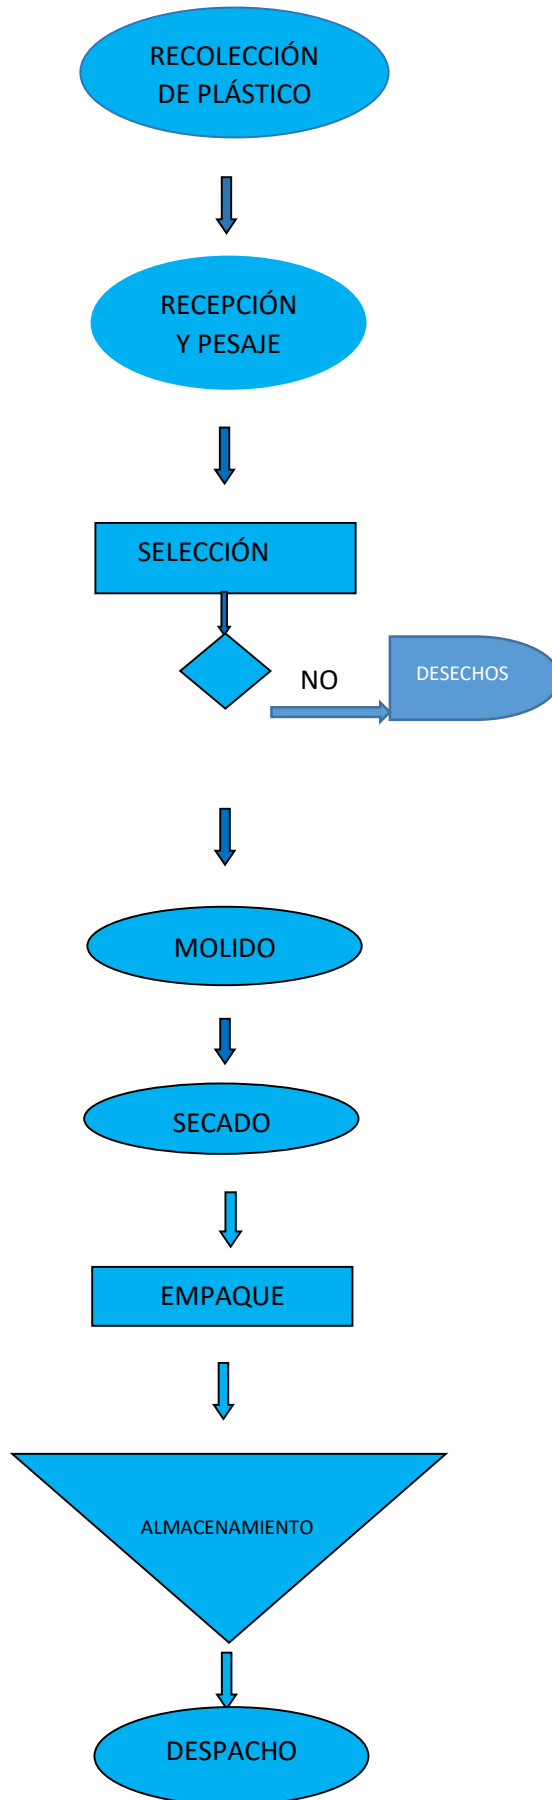 RECOLECCIÓN
DE PLÁSTICO
RECEPCIÓN
Y PESAJE
SELECCIÓN
NO
DESECHOS
MOLIDO
SECADO
EMPAQUE
ALMACENAMIENTO
DESPACHO